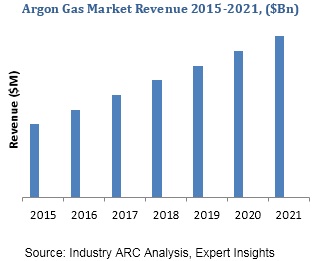 Argon Gas Market Revenue 2015-2021, ($Bn)
Revenue ($M)
2015 2016 2017 2018 2019 2020 2021
Source: Industry ARC Analysis, Expert Insights